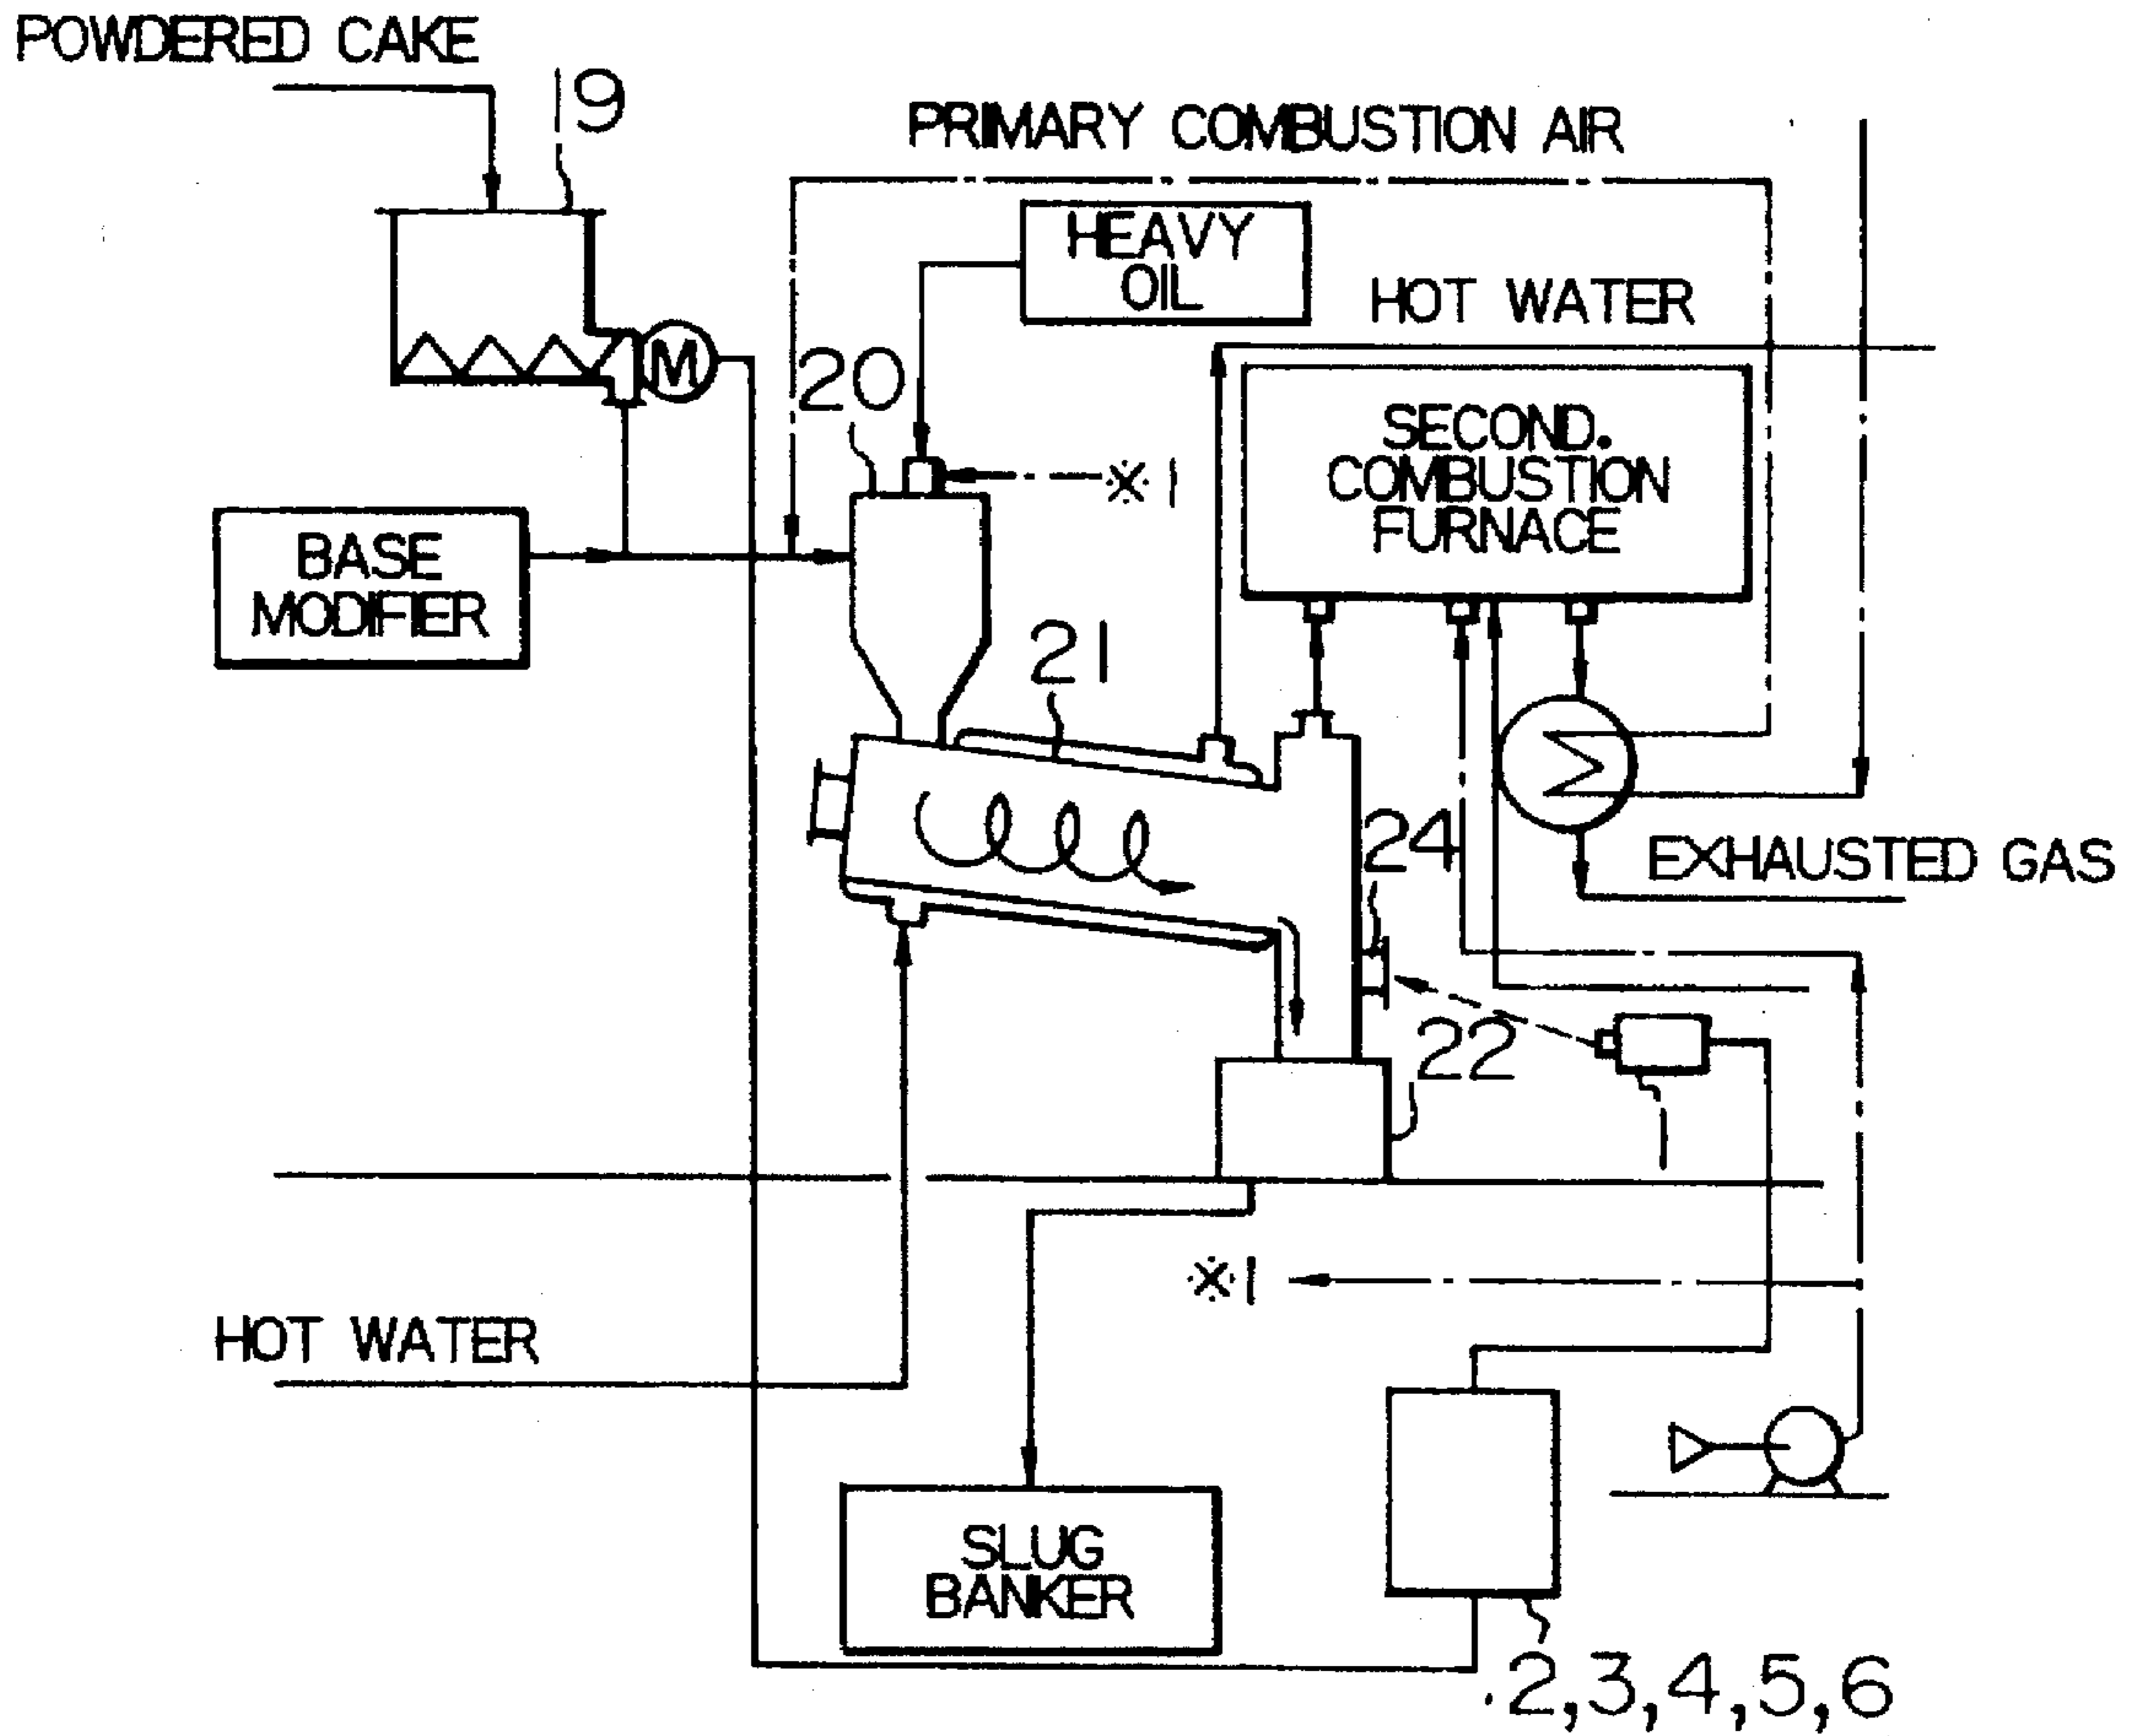 POWDERED CAKE
19
PRIMARY COMBUSTION AIR
HEAVY
OIL
HOT WATER
M
20
※1
SECOND.
COMBUSTION
FURNACE
BASE
MODIFIER
21
24
EXHAUSTED GAS
22
1
※1
HOT WATER
SLUG
BANKER
2,3,4,5,6